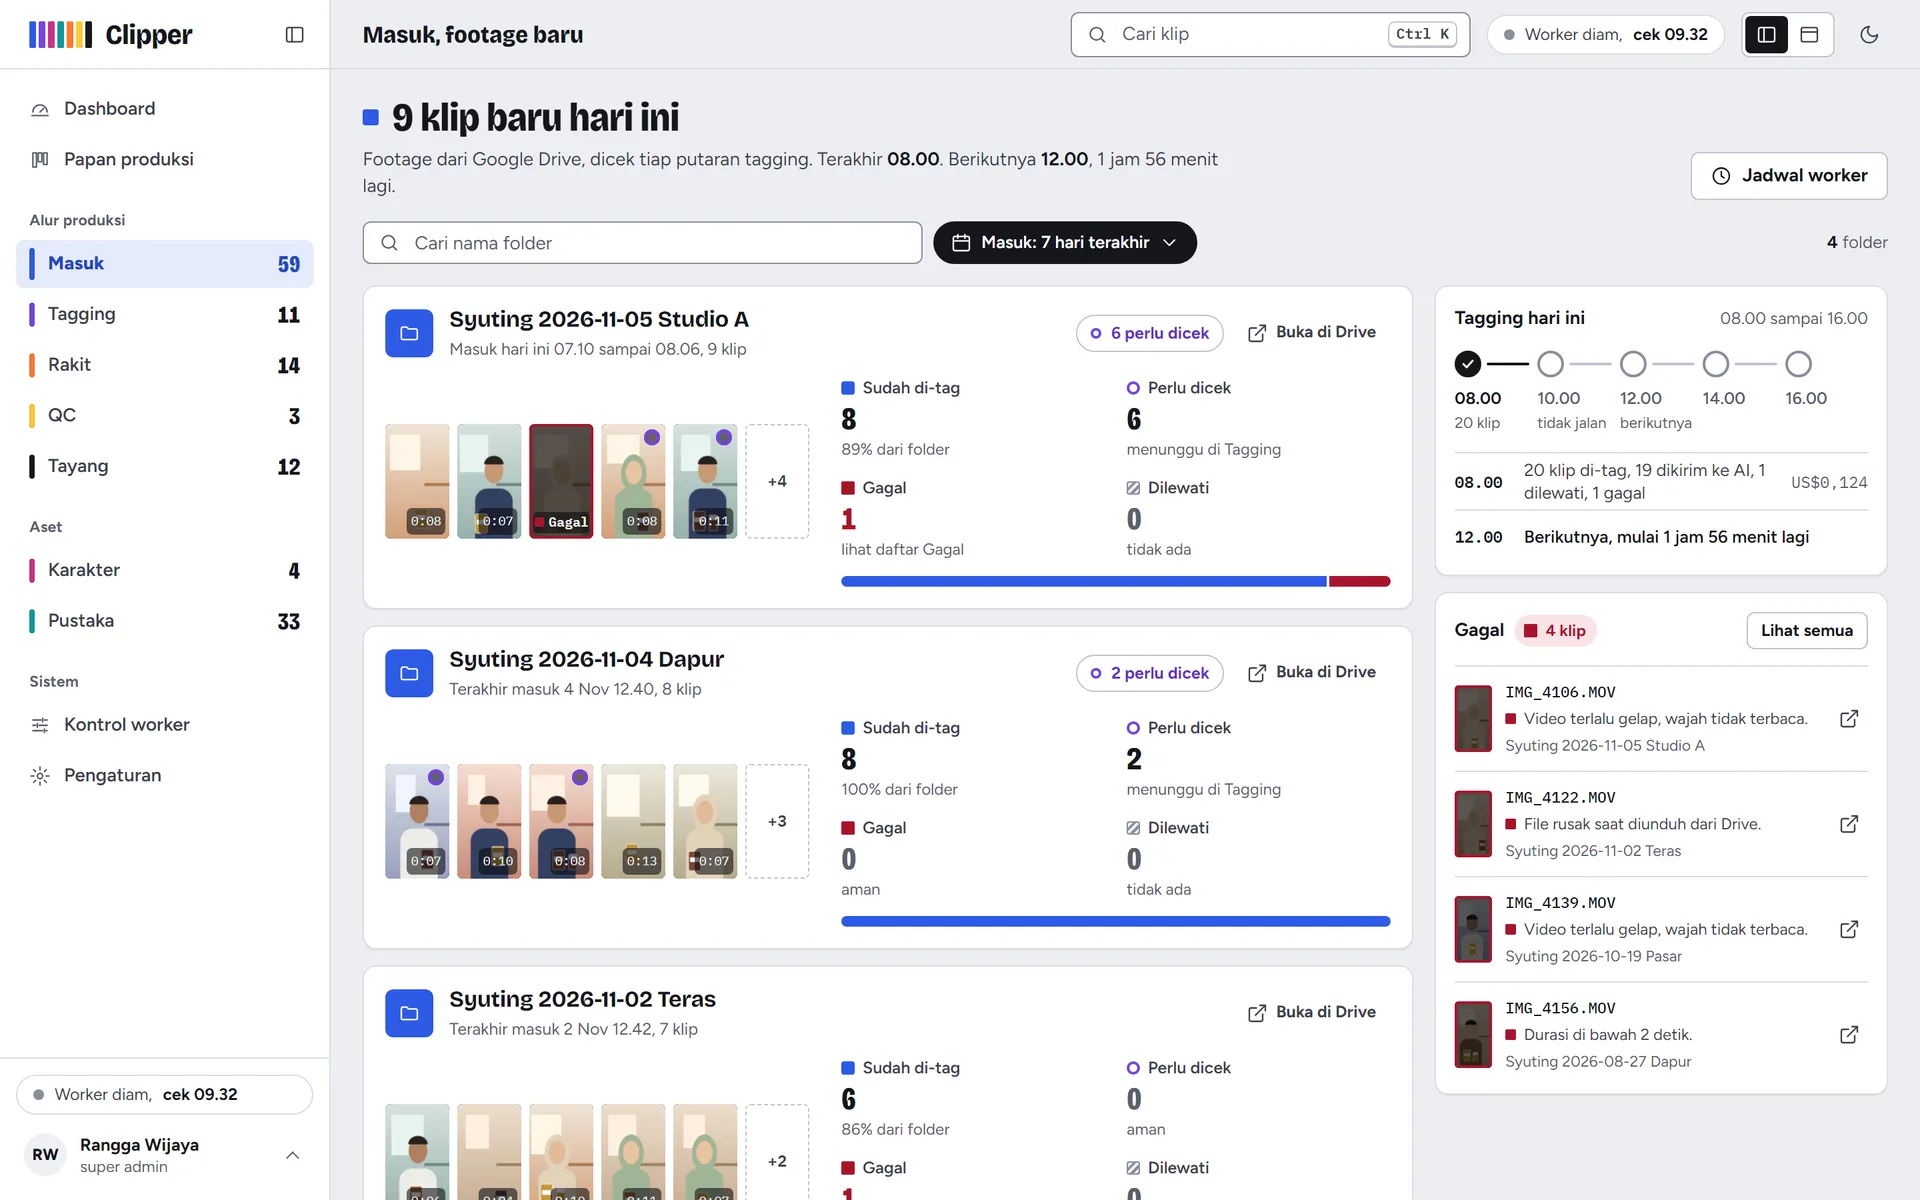 Clipper
Masuk, footage baru
Cari klip
Ctrl K
Worker diam, cek 09.32
Dashboard
Papan produksi
Alur produksi
Masuk 59
Tagging 11
Rakit 14
QC 3
Tayang 12
Aset
Karakter 4
Pustaka 33
Sistem
Kontrol worker
Pengaturan
Worker diam, cek 09.32
RW
Rangga Wijaya
super admin
9 klip baru hari ini
Footage dari Google Drive, dicek tiap putaran tagging. Terakhir 08.00. Berikutnya 12.00, 1 jam 56 menit
lagi.
Jadwal worker
Cari nama folder
Masuk: 7 hari terakhir
4 folder
Syuting 2026-11-05 Studio A
Masuk hari ini 07.10 sampai 08.06, 9 klip
6 perlu dicek
Buka di Drive
0:08
0:07
Gagal
0:08
0:11
+4
Sudah di-tag
8
89% dari folder
Perlu dicek
6
menunggu di Tagging
Gagal
1
lihat daftar Gagal
Dilewati
0
tidak ada
Syuting 2026-11-04 Dapur
Terakhir masuk 4 Nov 12.40, 8 klip
2 perlu dicek
Buka di Drive
0:07
0:10
0:08
0:13
0:07
+3
Sudah di-tag
8
100% dari folder
Perlu dicek
2
menunggu di Tagging
Gagal
0
aman
Dilewati
0
tidak ada
Syuting 2026-11-02 Teras
Terakhir masuk 2 Nov 12.42, 7 klip
Buka di Drive
+2
Sudah di-tag
6
86% dari folder
Perlu dicek
0
aman
Gagal
1
Dilewati
0
Tagging hari ini
08.00 sampai 16.00
08.00
20 klip
10.00
tidak jalan
12.00
berikutnya
14.00
16.00
08.00
20 klip di-tag, 19 dikirim ke AI, 1
dilewati, 1 gagal
US$0,124
12.00
Berikutnya, mulai 1 jam 56 menit lagi
Gagal
4 klip
Lihat semua
IMG_4106.MOV
Video terlalu gelap, wajah tidak terbaca.
Syuting 2026-11-05 Studio A
IMG_4122.MOV
File rusak saat diunduh dari Drive.
Syuting 2026-11-02 Teras
IMG_4139.MOV
Video terlalu gelap, wajah tidak terbaca.
Syuting 2026-10-19 Pasar
IMG_4156.MOV
Durasi di bawah 2 detik.
Syuting 2026-08-27 Dapur